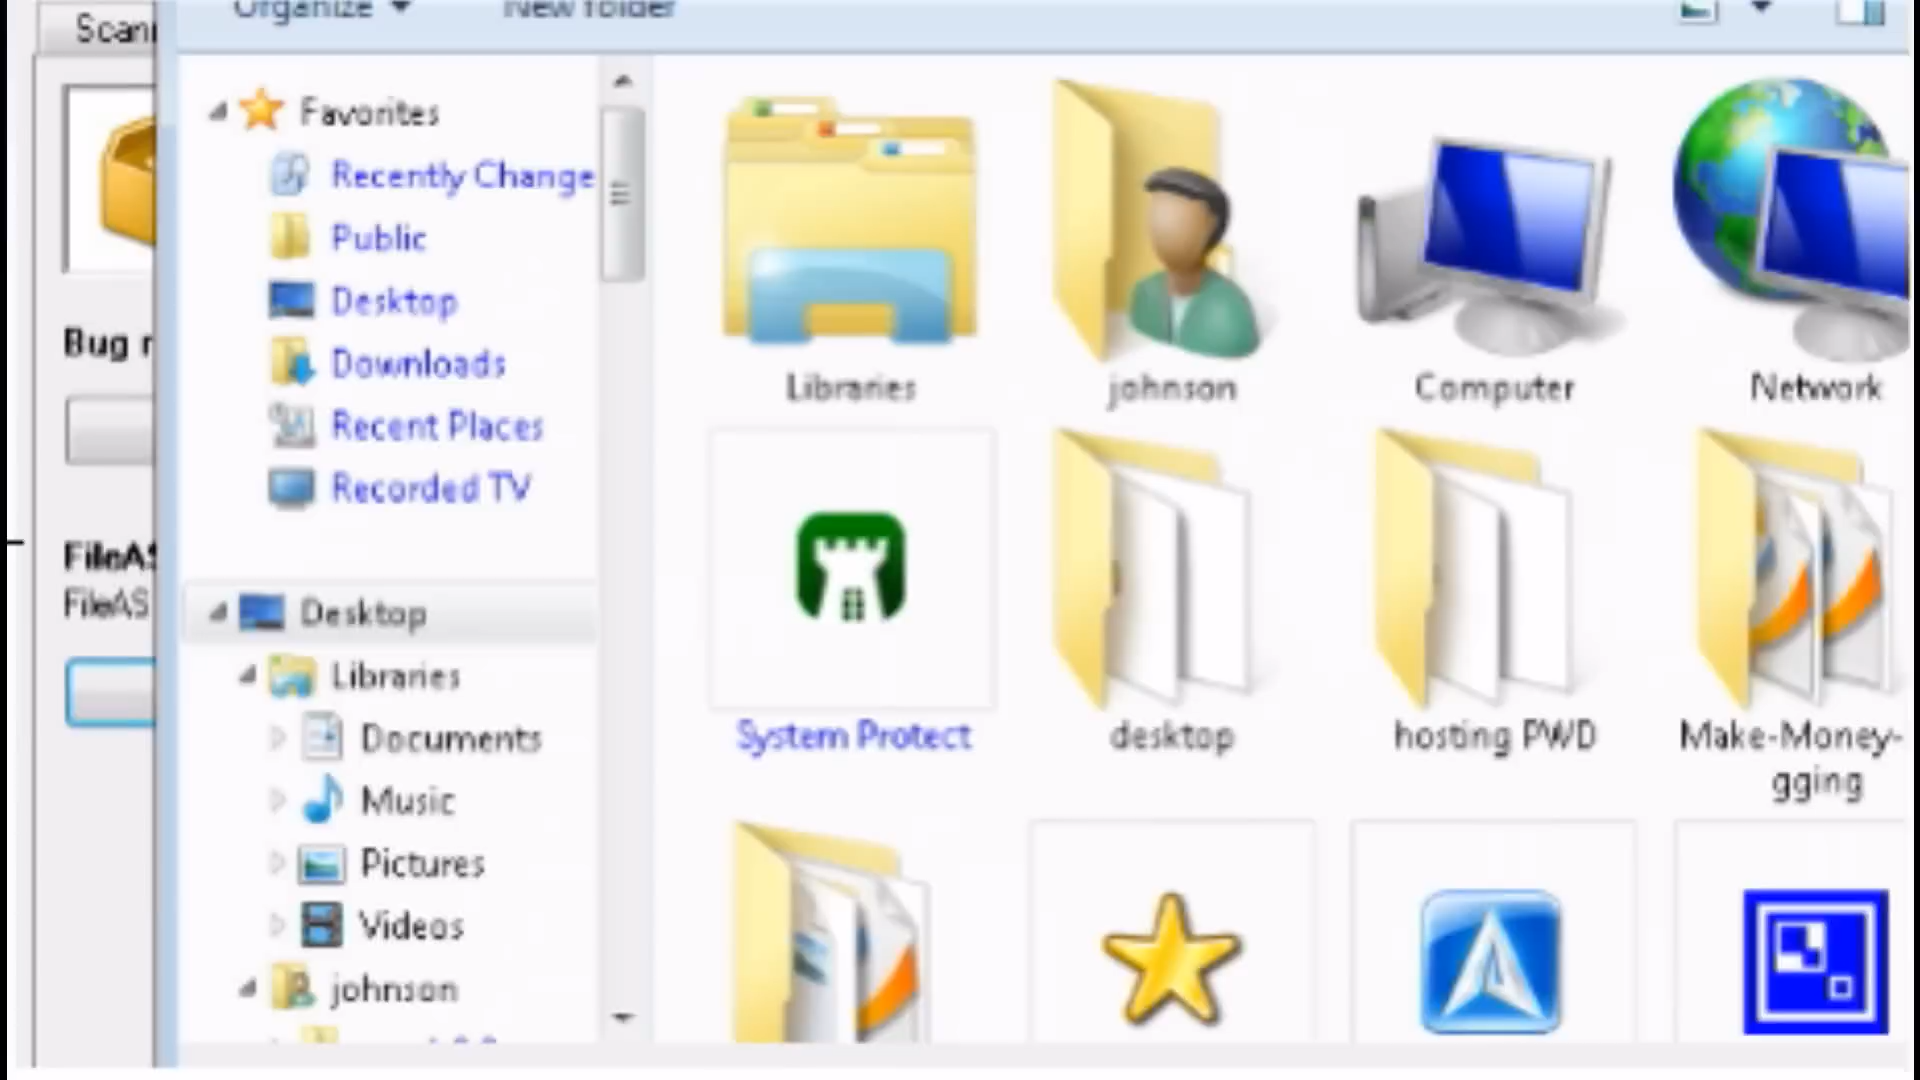 Organize
New folder
Scan
Favorites
Recently Change
Public
Desktop
Downloads
Recent Places
Recorded TV
Bug r
FileAS
FileAS
Desktop
Libraries
Documents
Music
Pictures
Videos
johnson
Libraries
johnson
Computer
Network
System Protect
desktop
hosting PWD
Make-Money-
gging